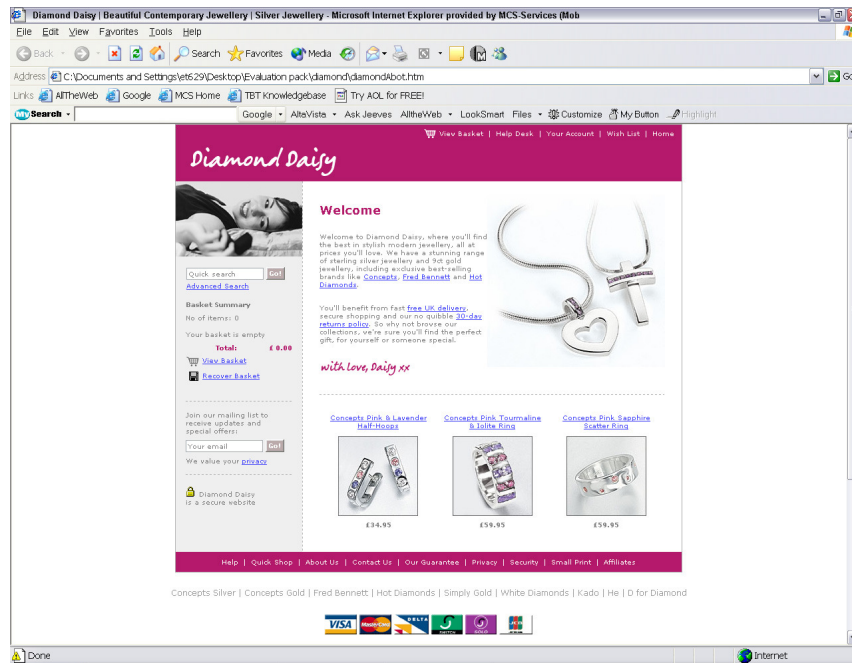 Diamond Daisy | Beautiful Contemporary Jewellery | Silver Jewellery - Microsoft Internet Explorer provided by MCS-Services (Mob
File Edit View Favorites Tools Help
Back Search Favorites Media
Address C:\Documents and Settings\et629\Desktop\Evaluation pack\diamond\diamondAbot.htm Go
Links AllTheWeb Google MCS Home TBT Knowledgebase Try AOL for FREE!
My Search Google AltaVista Ask Jeeves AlltheWeb LookSmart Files Customize My Button Highlight
View Basket | Help Desk | Your Account | Wish List | Home
Diamond Daisy
Quick search Go!
Advanced Search
Basket Summary
No of items: 0
Your basket is empty
Total: £ 0.00
View Basket
Recover Basket
Join our mailing list to
receive updates and
special offers:
Your email Go!
We value your privacy
Diamond Daisy
is a secure website
Welcome
Welcome to Diamond Daisy, where you'll find
the best in stylish modern jewellery, all at
prices you'll love. We have a stunning range
of sterling silver jewellery and 9ct gold
jewellery, including exclusive best-selling
brands like Concepts, Fred Bennett and Hot
Diamonds.
You'll benefit from fast free UK delivery,
secure shopping and our no quibble 30-day
returns policy. So why not browse our
collections, we're sure you'll find the perfect
gift, for yourself or someone special.
with love, Daisy xx
Concepts Pink & Lavender
Half-Hoops
£34.95
Concepts Pink Tourmaline
& Iolite Ring
£59.95
Concepts Pink Sapphire
Scatter Ring
£59.95
Help | Quick Shop | About Us | Contact Us | Our Guarantee | Privacy | Security | Small Print | Affiliates
Concepts Silver | Concepts Gold | Fred Bennett | Hot Diamonds | Simply Gold | White Diamonds | Kado | He | D for Diamond
VISA MasterCard DELTA SWITCH SOLO JCB
Done Internet